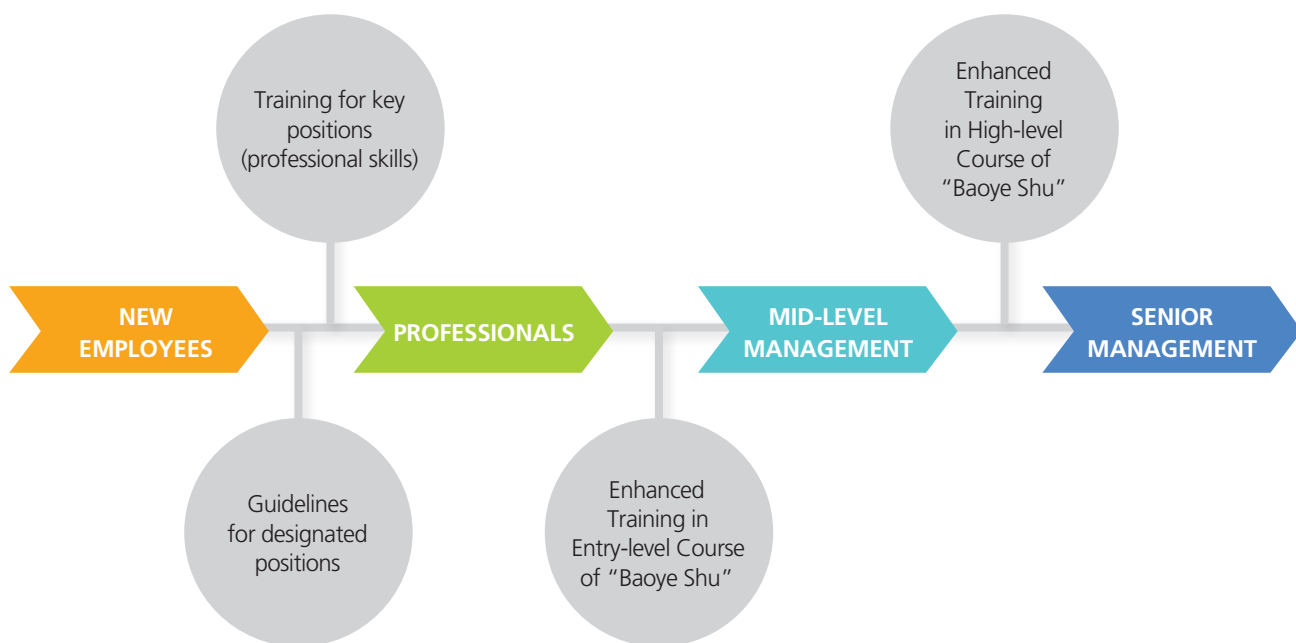 Training for key
positions
(professional skills)
Enhanced
Training
in High-level
Course of
“Baoye Shu”
NEW
EMPLOYEES
PROFESSIONALS
MID-LEVEL
MANAGEMENT
SENIOR
MANAGEMENT
Guidelines
for designated
positions
Enhanced
Training in
Entry-level Course
of “Baoye Shu”